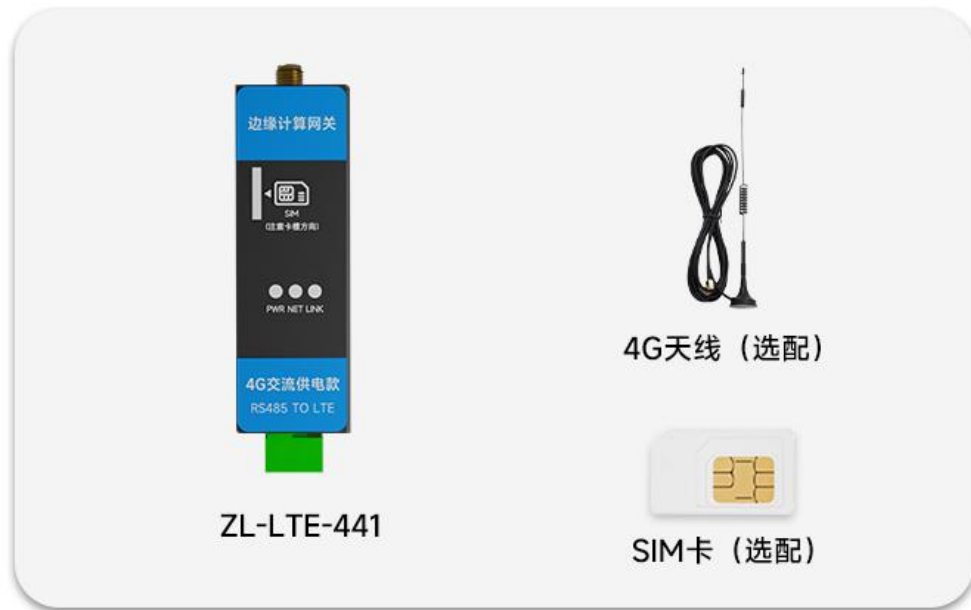 边缘计算网关
SIM
(注意卡槽方向)
PWR NET LINK
4G交流供电款
RS485 TO LTE
ZL-LTE-441
4G天线（选配）
SIM卡（选配）